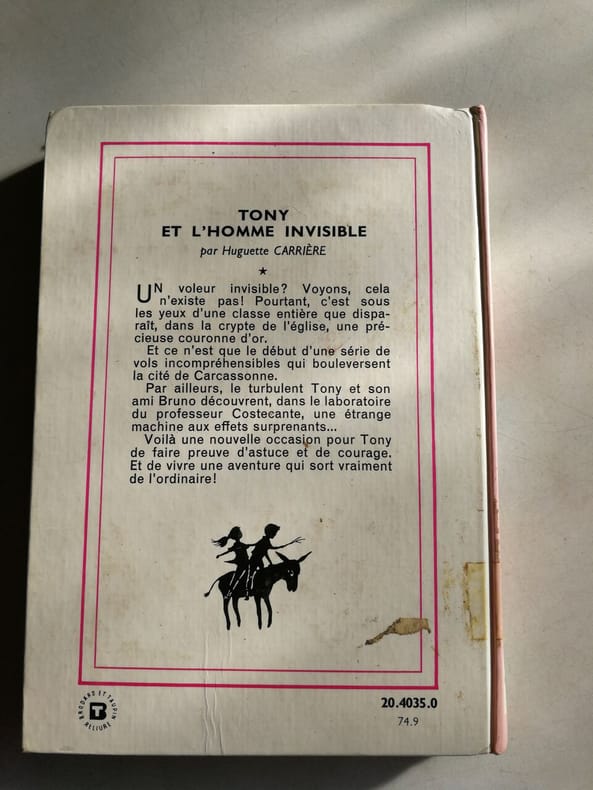 TONY
ET L'HOMME INVISIBLE
par Huguette CARRIÈRE
★
UN voleur invisible? Voyons, cela
n'existe pas! Pourtant, c'est sous
les yeux d'une classe entière que dispa-
raît, dans la crypte de l'église, une pré-
cieuse couronne d'or.
Et ce n'est que le début d'une série de
vols incompréhensibles qui bouleversent
la cité de Carcassonne.
Par ailleurs, le turbulent Tony et son
ami Bruno découvrent, dans le laboratoire
du professeur Costecante, une étrange
machine aux effets surprenants...
Voilà une nouvelle occasion pour Tony
de faire preuve d'astuce et de courage.
Et de vivre une aventure qui sort vraiment
de l'ordinaire!
BRODARD ET TAUPIN
BT
RELIURE
20.4035.0
74.9